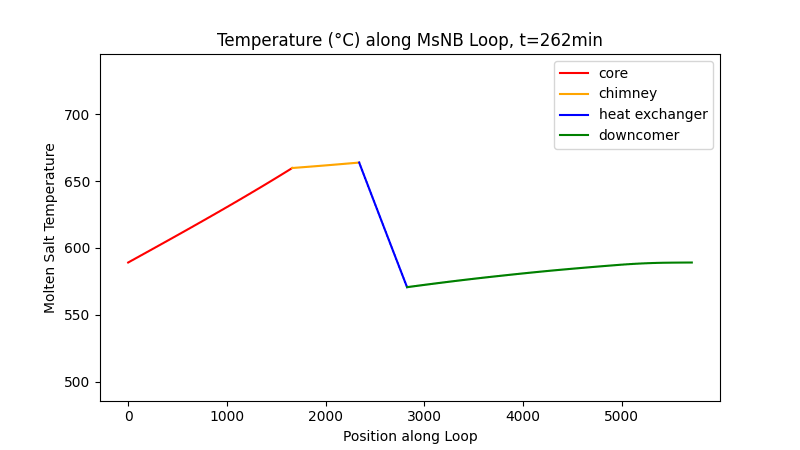 Temperature (°C) along MsNB Loop, t=262min
core
chimney
heat exchanger
downcomer
Molten Salt Temperature
700
650
600
550
500
0 1000 2000 3000 4000 5000
Position along Loop